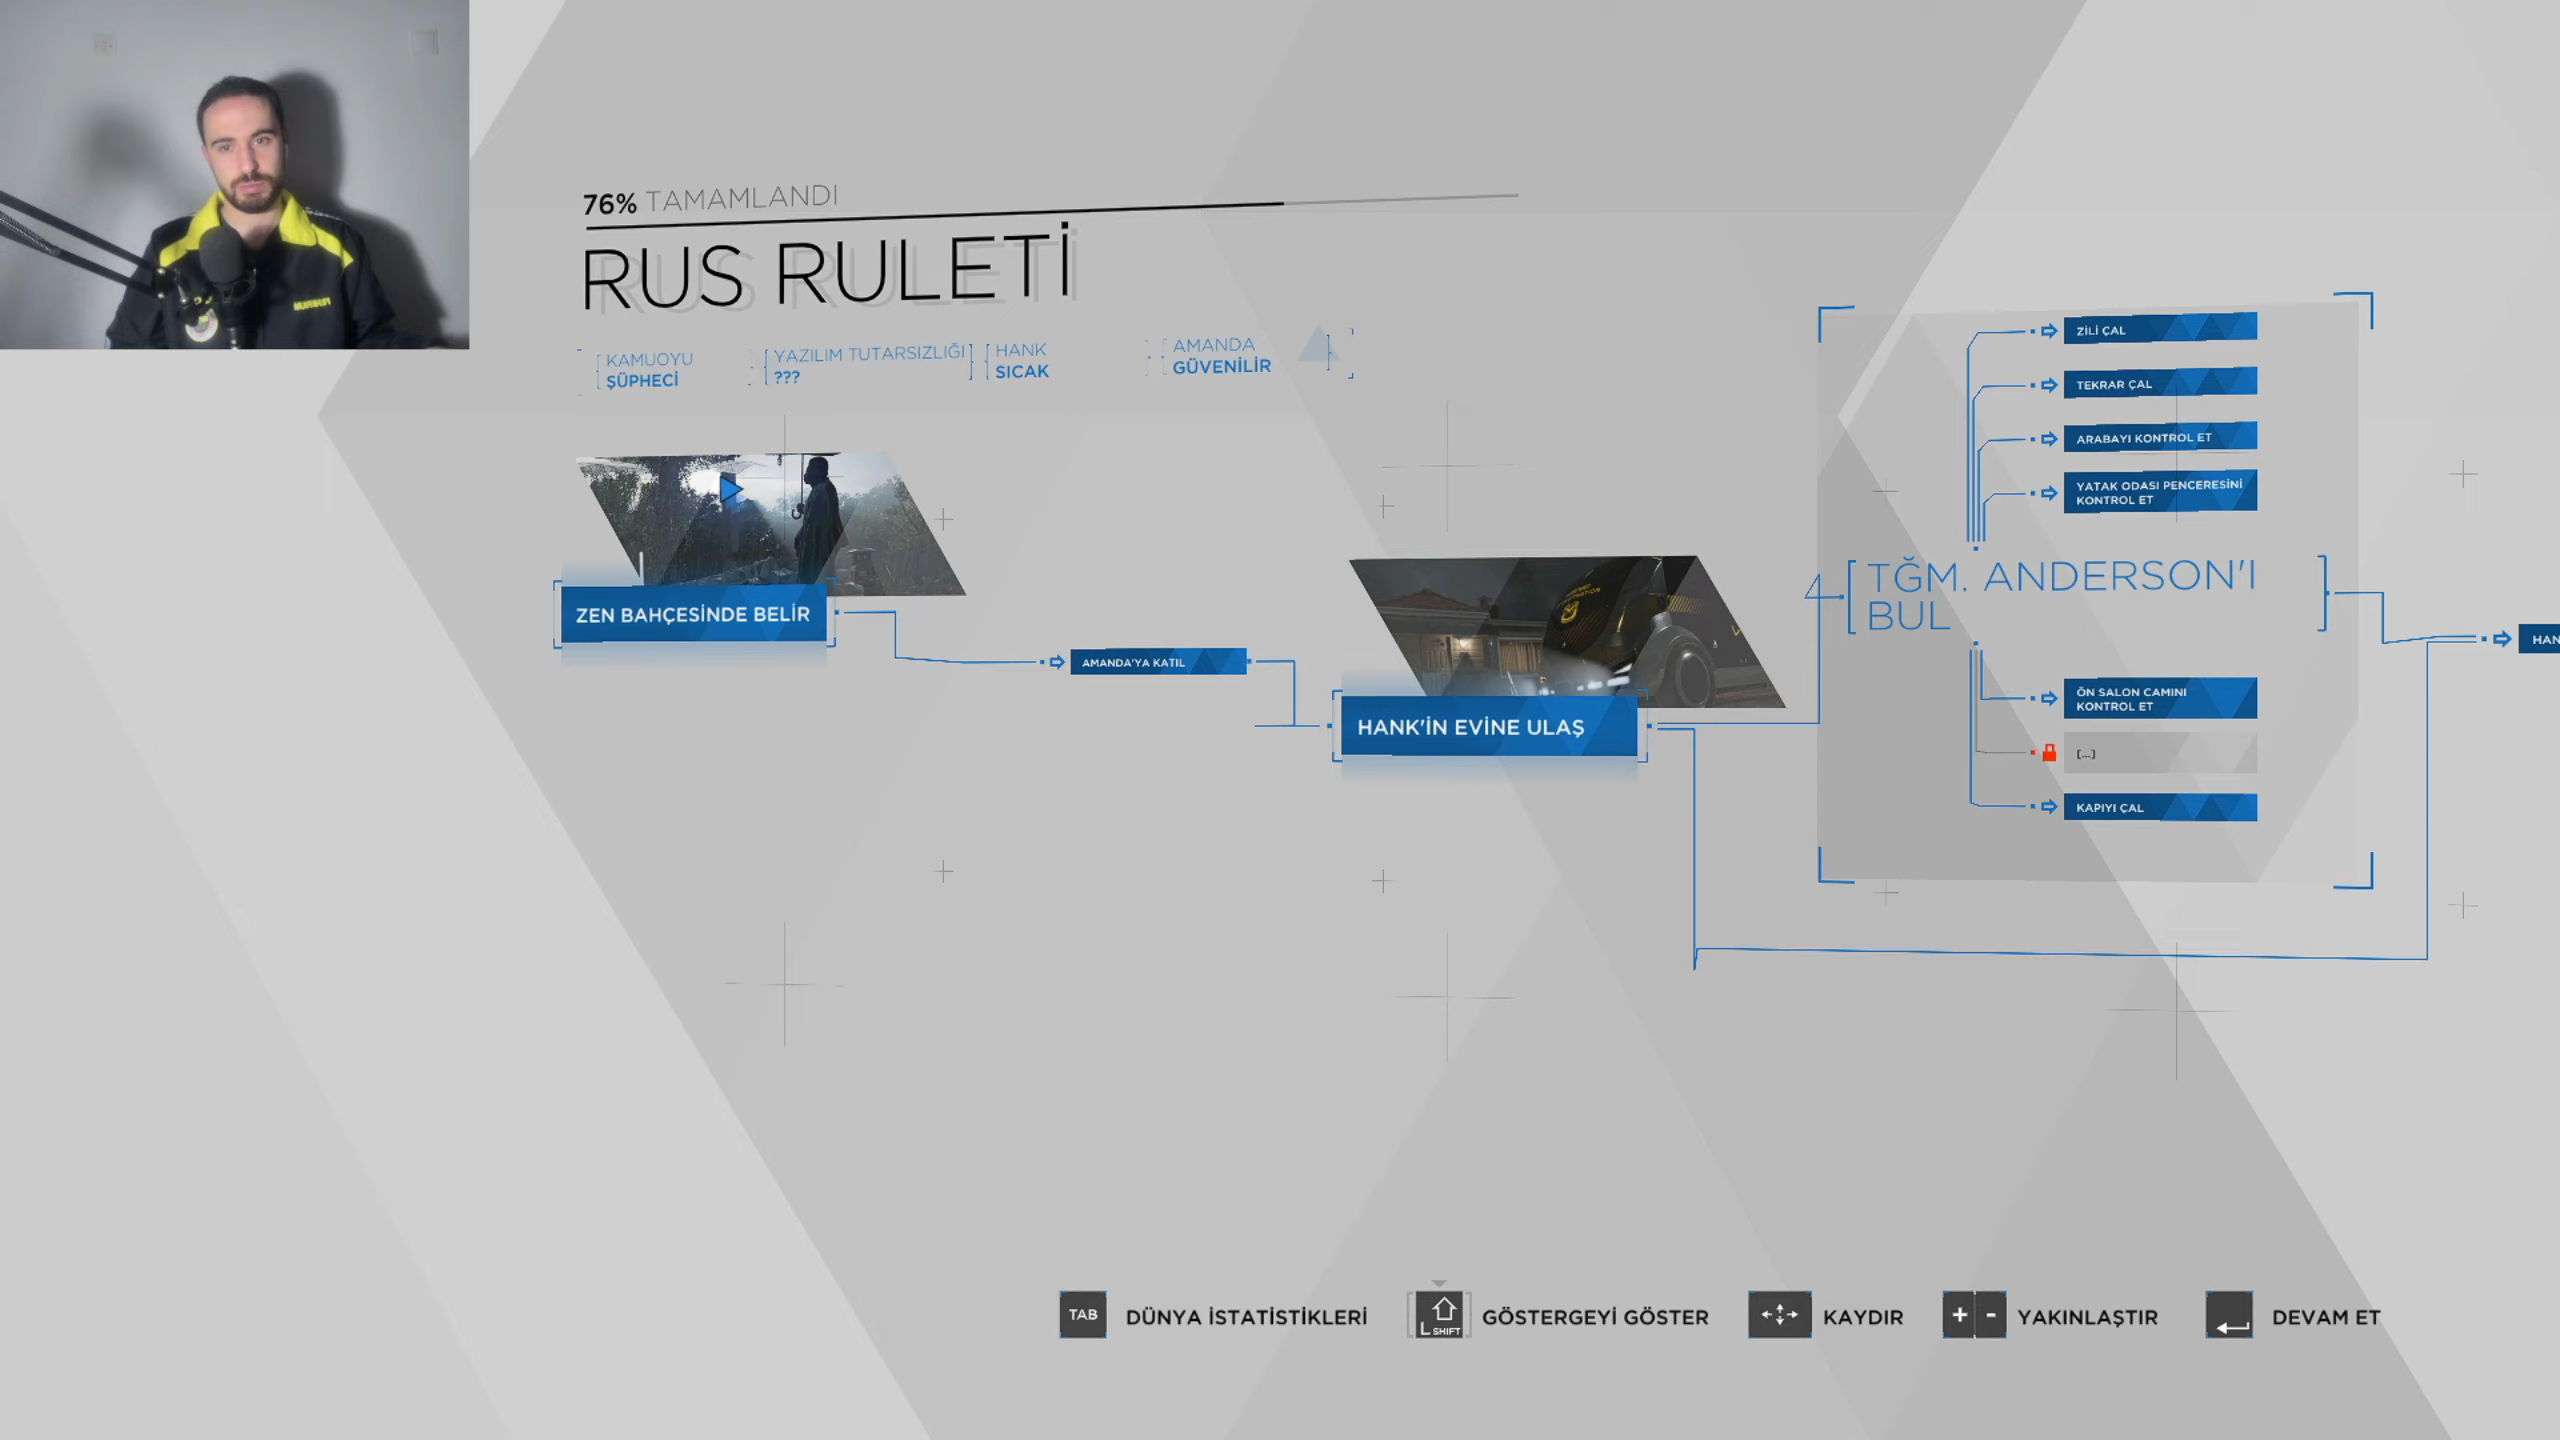 76% TAMAMLANDI
RUS RULETİ
KAMUOYU
ŞÜPHECİ
YAZILIM TUTARSIZLIĞI
???
HANK
SICAK
AMANDA
GÜVENİLİR
ZEN BAHÇESİNDE BELİR
AMANDA'YA KATIL
HANK'İN EVİNE ULAŞ
ZİLİ ÇAL
TEKRAR ÇAL
ARABAYI KONTROL ET
YATAK ODASI PENCERESİNİ
KONTROL ET
TĞM. ANDERSON'I
BUL
ÖN SALON CAMINI
KONTROL ET
[...]
KAPIYI ÇAL
HAN
TAB DÜNYA İSTATİSTİKLERİ
L SHIFT GÖSTERGEYİ GÖSTER
KAYDIR
+ - YAKINLAŞTIR
DEVAM ET